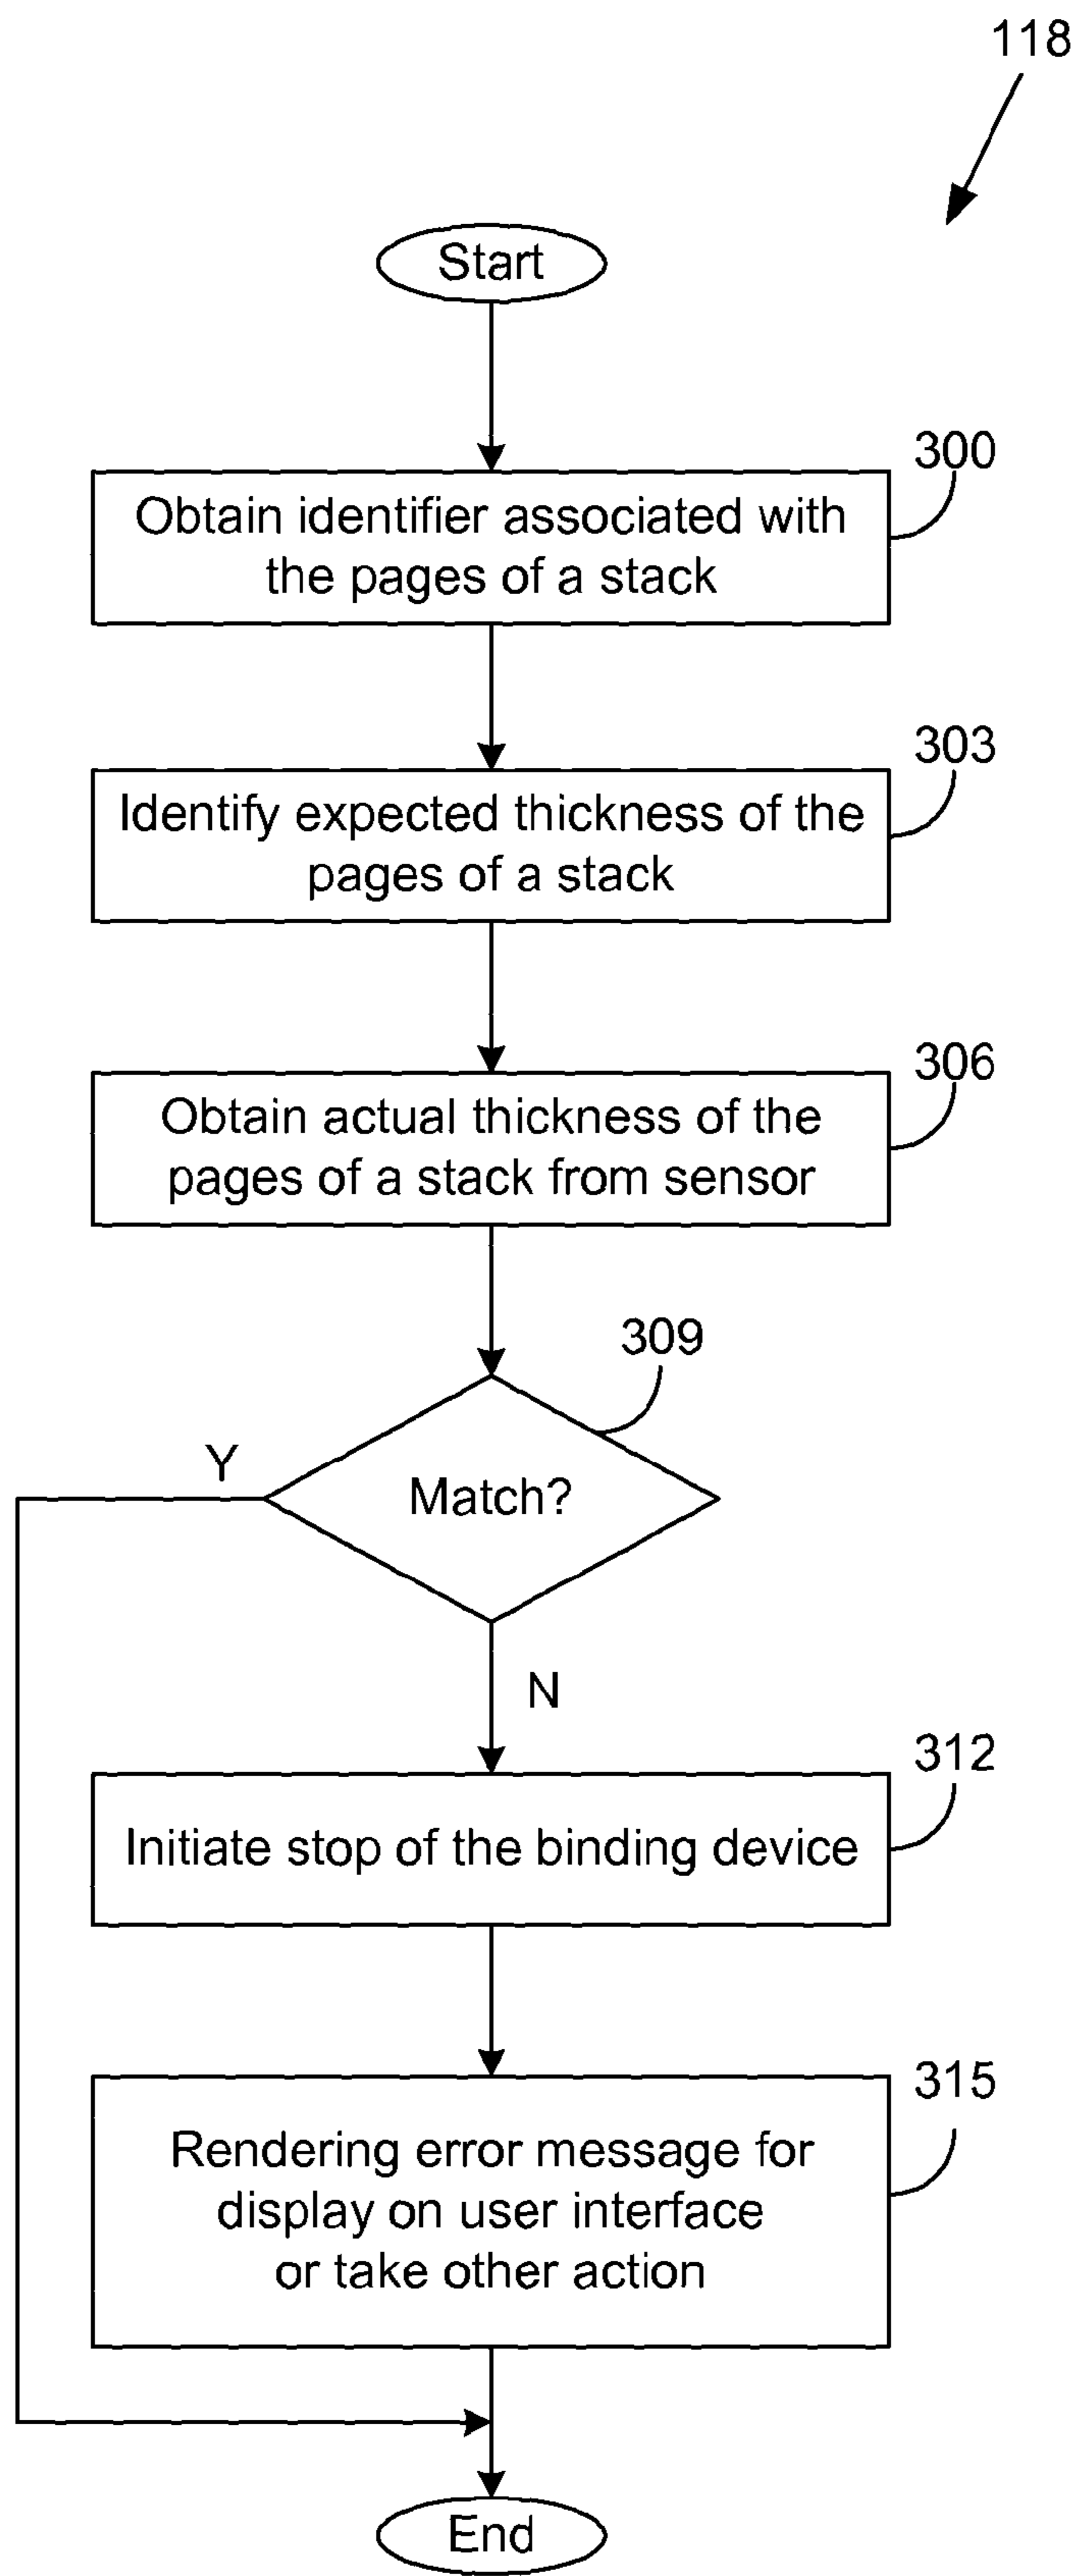 118
Start
300
Obtain identifier associated with
the pages of a stack
303
Identify expected thickness of the
pages of a stack
306
Obtain actual thickness of the
pages of a stack from sensor
309
Y
Match?
N
312
Initiate stop of the binding device
315
Rendering error message for
display on user interface
or take other action
End